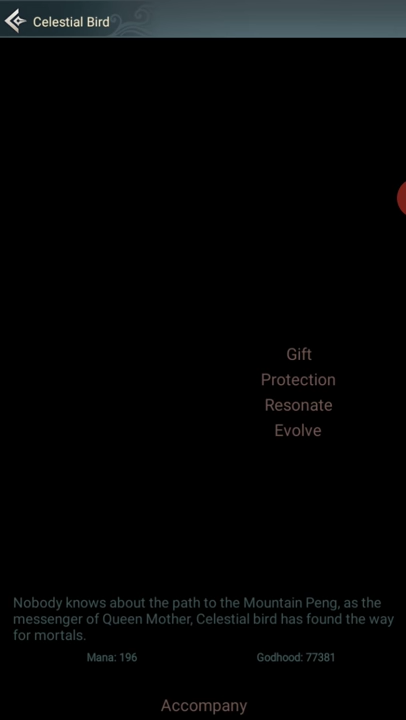 Celestial Bird
Gift
Protection
Resonate
Evolve
Nobody knows about the path to the Mountain Peng, as the
messenger of Queen Mother, Celestial bird has found the way
for mortals.
Mana: 196 Godhood: 77381
Accompany